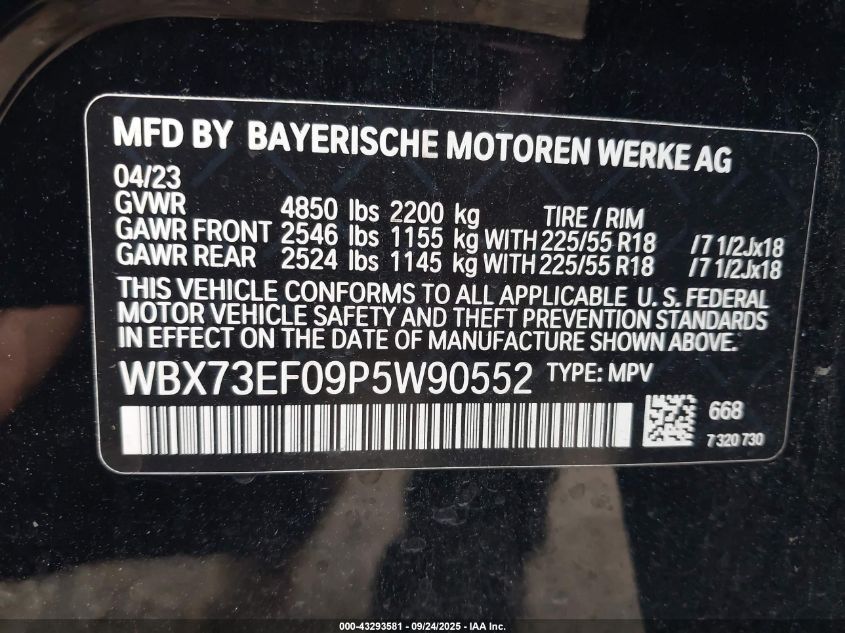 MFD BY BAYERISCHE MOTOREN WERKE AG
04/23
GVWR 4850 lbs 2200 kg TIRE / RIM
GAWR FRONT 2546 lbs 1155 kg WITH 225/55 R18 /7 1/2Jx18
GAWR REAR 2524 lbs 1145 kg WITH 225/55 R18 /7 1/2Jx18
THIS VEHICLE CONFORMS TO ALL APPLICABLE U. S. FEDERAL
MOTOR VEHICLE SAFETY AND THEFT PREVENTION STANDARDS
IN EFFECT ON THE DATE OF MANUFACTURE SHOWN ABOVE.
WBX73EF09P5W90552 TYPE: MPV
668
7 320 730
000-43293581 - 09/24/2025 - IAA Inc.